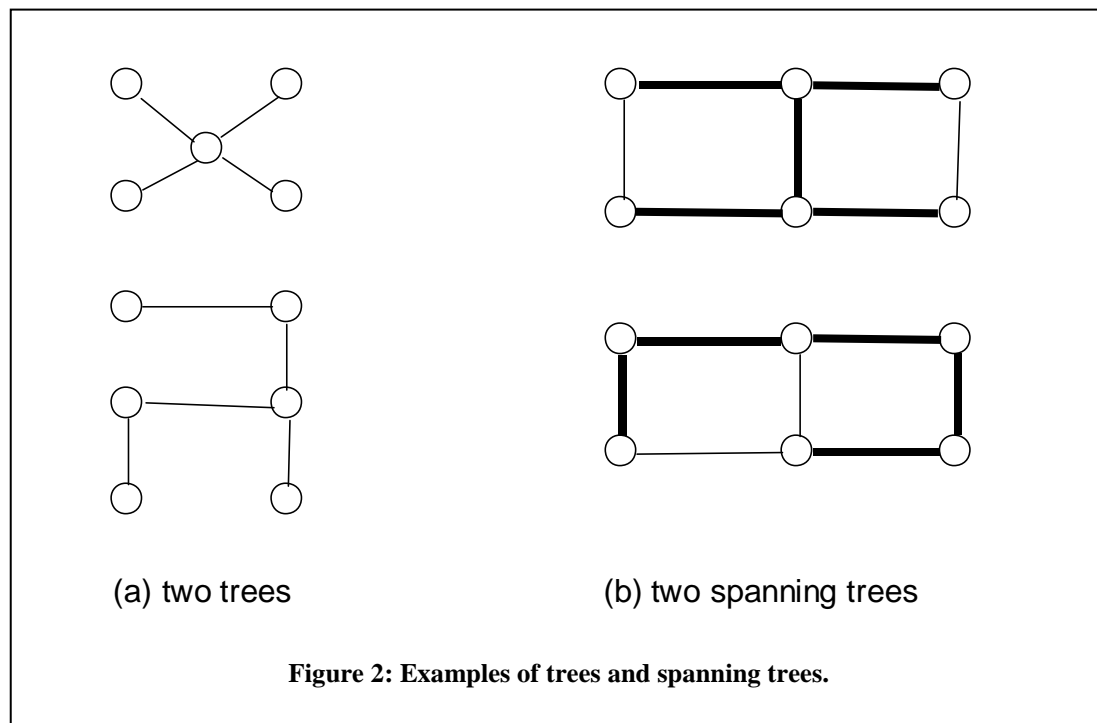 (a) two trees
(b) two spanning trees
Figure 2: Examples of trees and spanning trees.